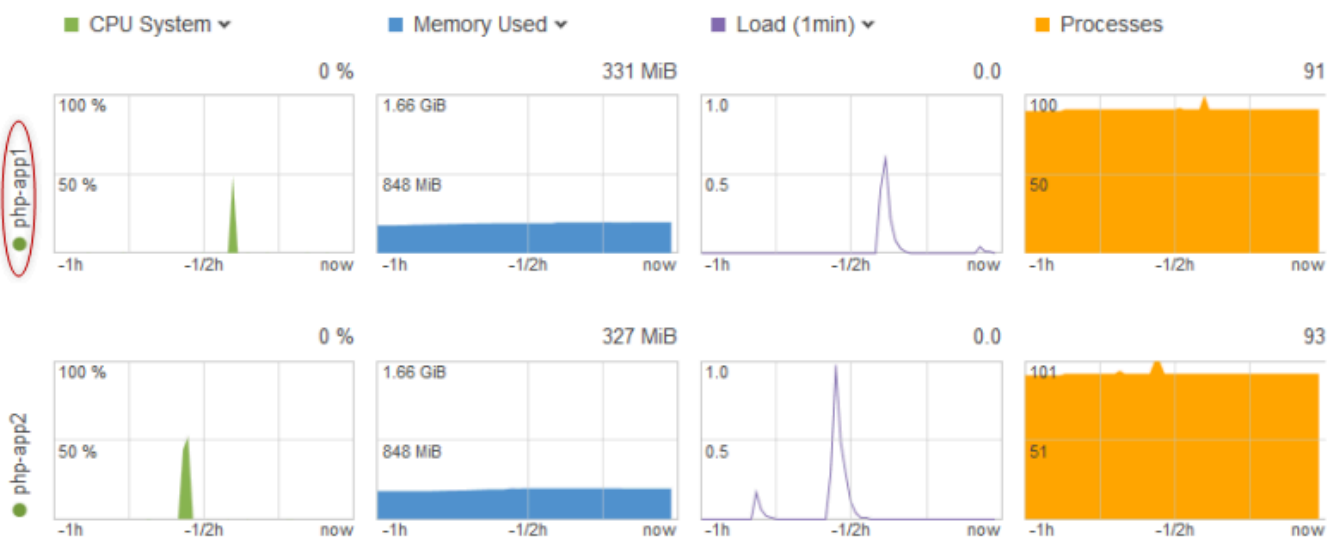 CPU System
Memory Used
Load (1min)
Processes
0 %
331 MiB
0.0
91
php-app1
100 %
50 %
-1h
-1/2h
now
1.66 GiB
848 MiB
-1h
-1/2h
now
1.0
0.5
-1h
-1/2h
now
100
50
-1h
-1/2h
now
0 %
327 MiB
0.0
93
php-app2
100 %
50 %
-1h
-1/2h
now
1.66 GiB
848 MiB
-1h
-1/2h
now
1.0
0.5
-1h
-1/2h
now
101
51
-1h
-1/2h
now